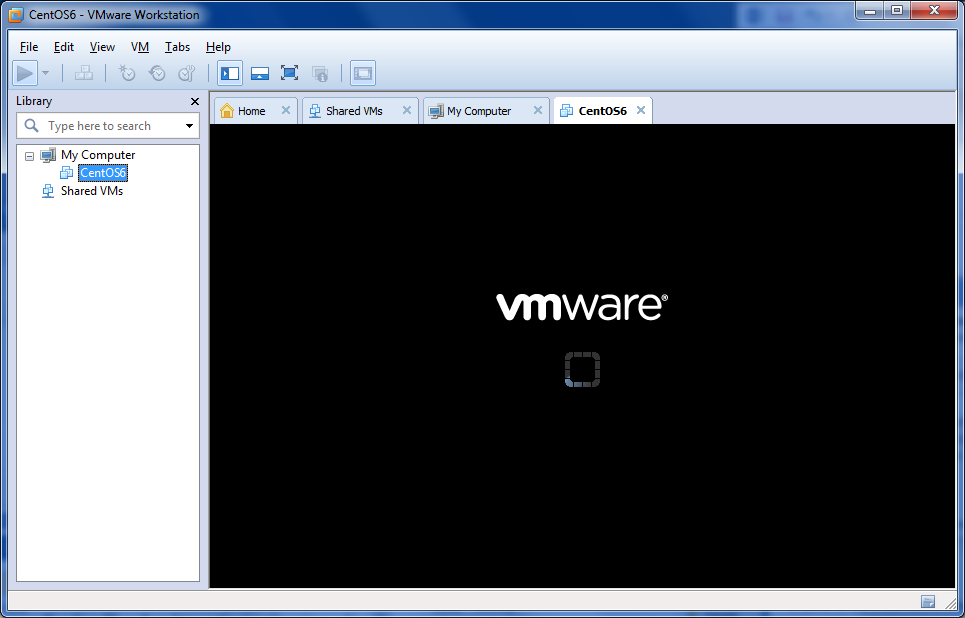 CentOS6 - VMware Workstation
File Edit View VM Tabs Help
Library
Type here to search
Home
Shared VMs
My Computer
CentOS6
My Computer
CentOS6
Shared VMs
vmware®